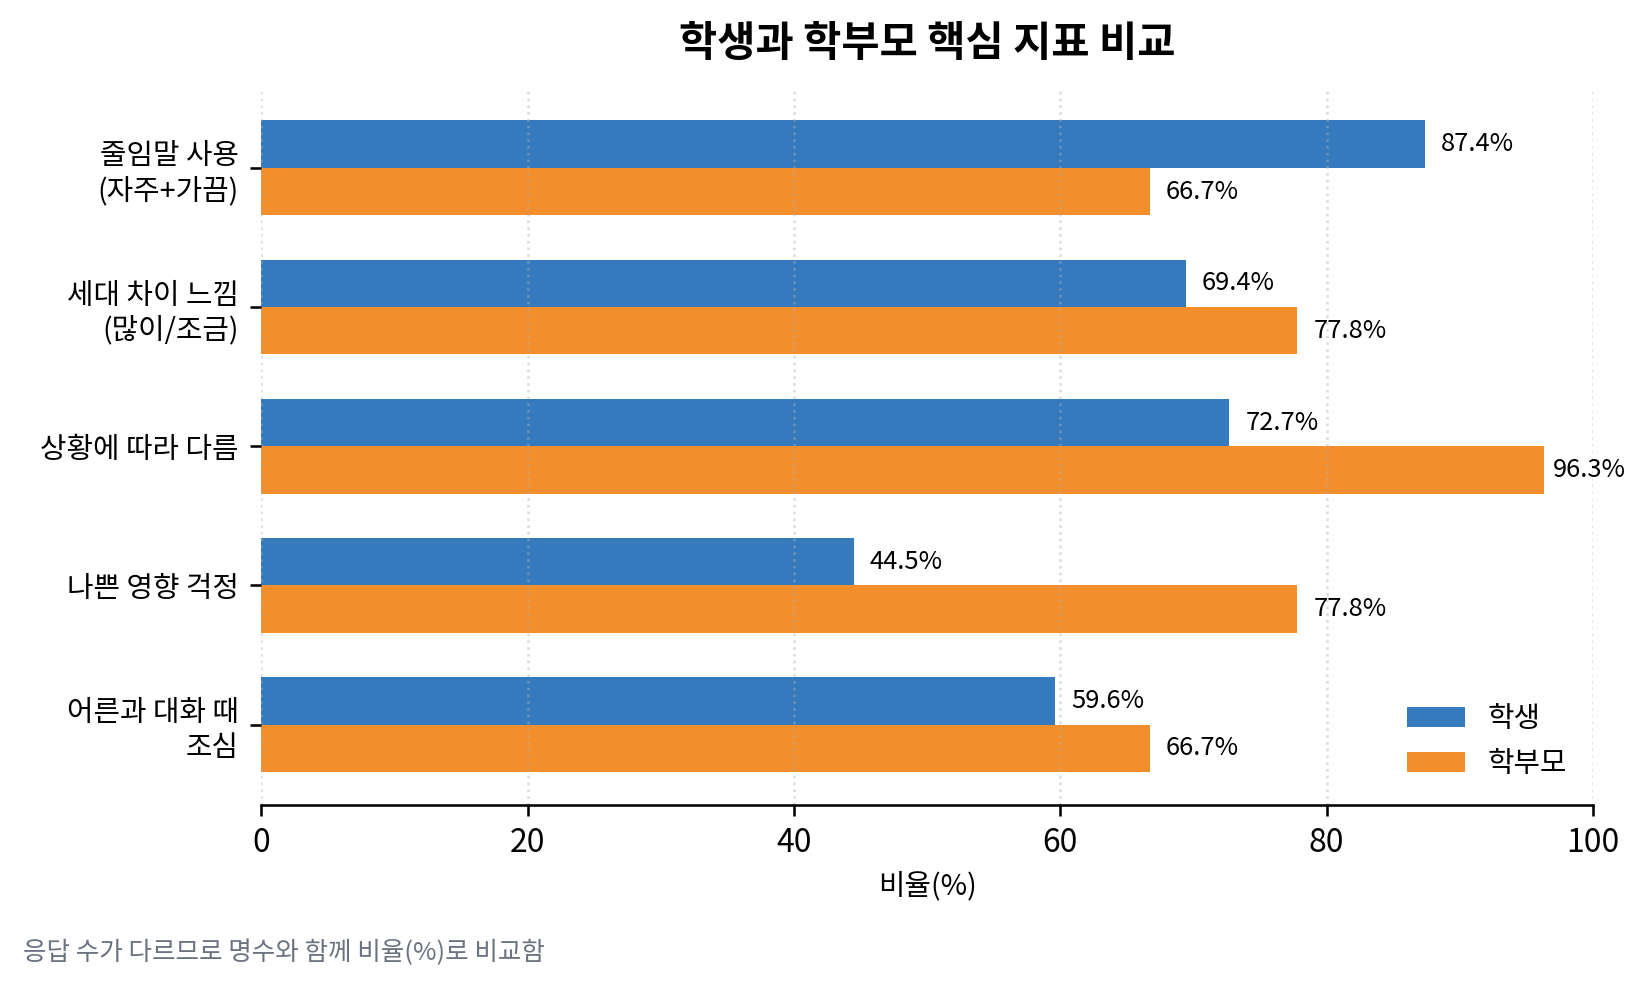 학생과 학부모 핵심 지표 비교
줄임말 사용
(자주+가끔)
87.4%
66.7%
세대 차이 느낌
(많이/조금)
69.4%
77.8%
상황에 따라 다름
72.7%
96.3%
나쁜 영향 걱정
44.5%
77.8%
어른과 대화 때
조심
59.6%
66.7%
학생
학부모
0 20 40 60 80 100
비율(%)
응답 수가 다르므로 명수와 함께 비율(%)로 비교함